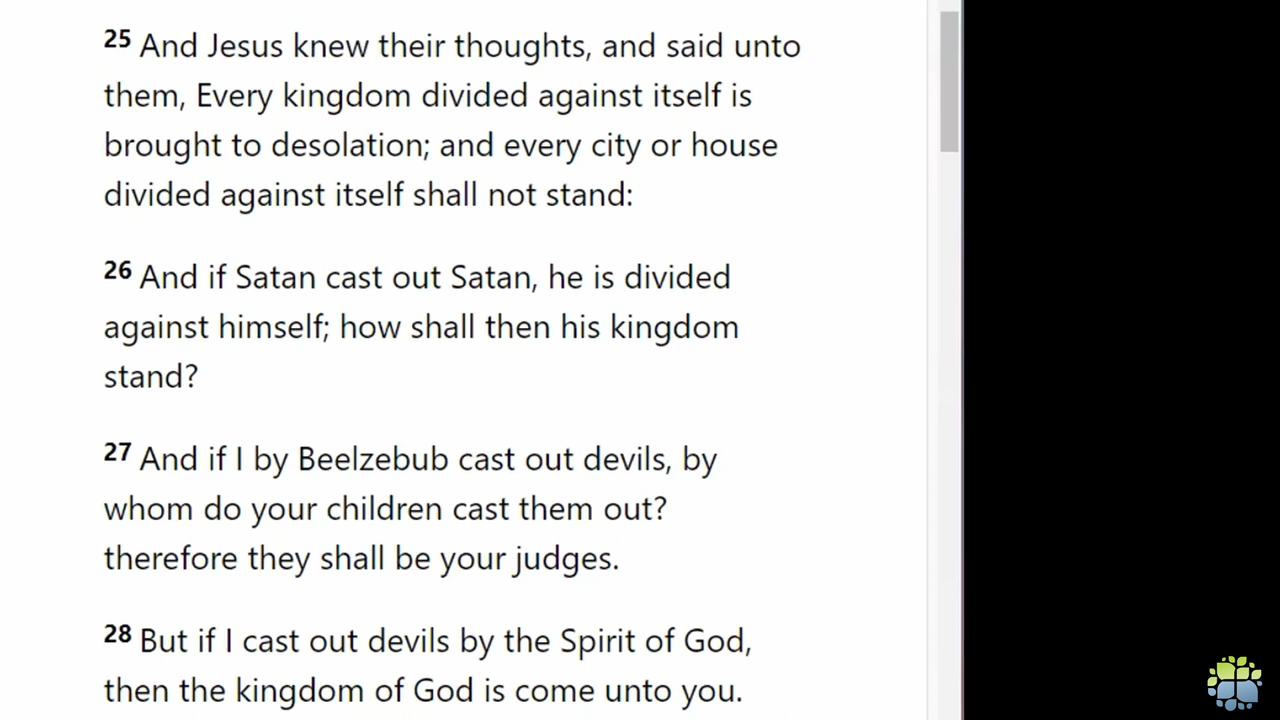 25 And Jesus knew their thoughts, and said unto
them, Every kingdom divided against itself is
brought to desolation; and every city or house
divided against itself shall not stand:
26 And if Satan cast out Satan, he is divided
against himself; how shall then his kingdom
stand?
27 And if I by Beelzebub cast out devils, by
whom do your children cast them out?
therefore they shall be your judges.
28 But if I cast out devils by the Spirit of God,
then the kingdom of God is come unto you.